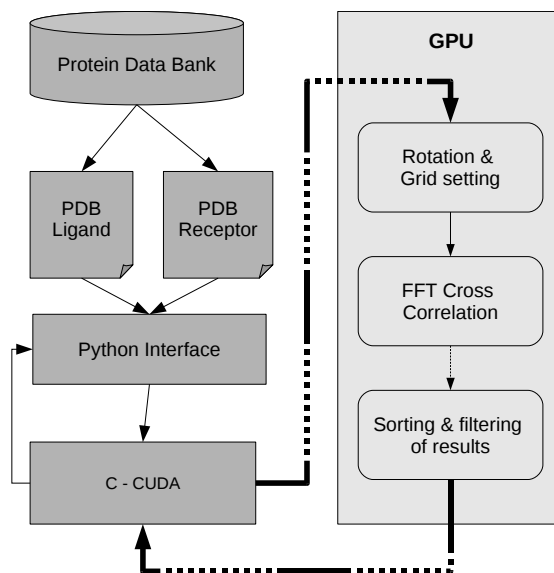 Protein Data Bank
PDB
Ligand
PDB
Receptor
Python Interface
C - CUDA
GPU
Rotation &
Grid setting
FFT Cross
Correlation
Sorting & filtering
of results